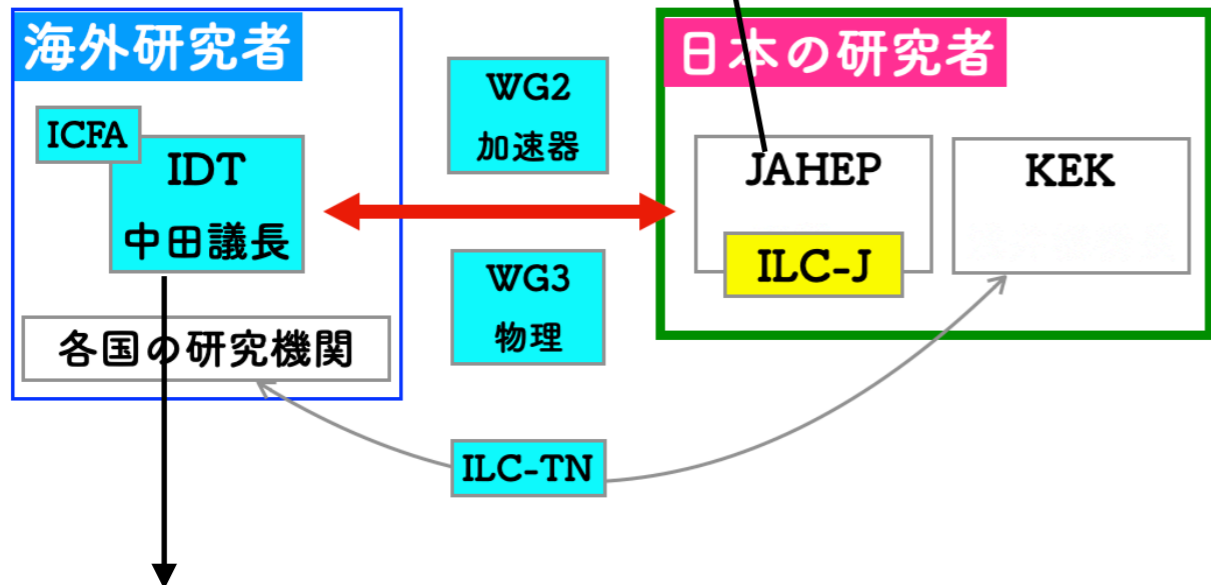 海外研究者
ICFA
IDT
中田議長
各国の研究機関
WG2
加速器
WG3
物理
ILC-TN
日本の研究者
JAHEP
ILC-J
KEK